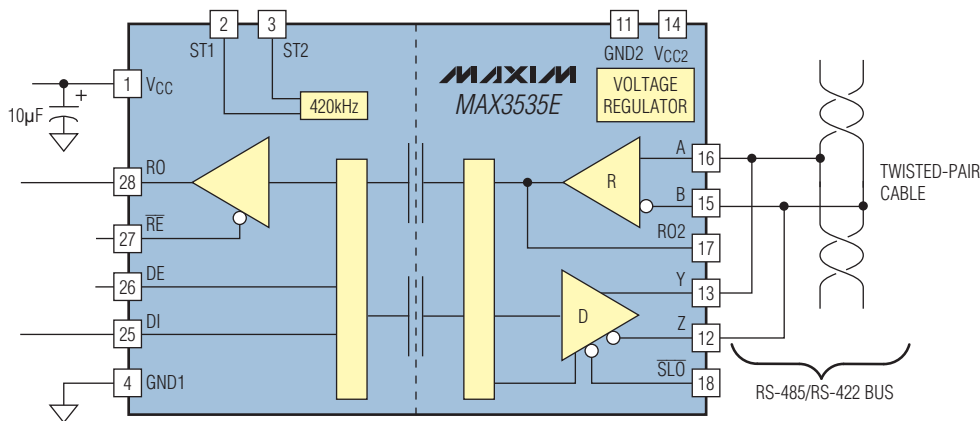 2
3
11
14
ST1
ST2
GND2
VCC2
1
VCC
MAXIM
MAX3535E
VOLTAGE
REGULATOR
420kHz
10µF
+
A
16
RO
28
R
TWISTED-PAIR
CABLE
B
15
RE
27
RO2
17
DE
26
Y
13
D
DI
25
Z
12
4
GND1
SLO
18
RS-485/RS-422 BUS